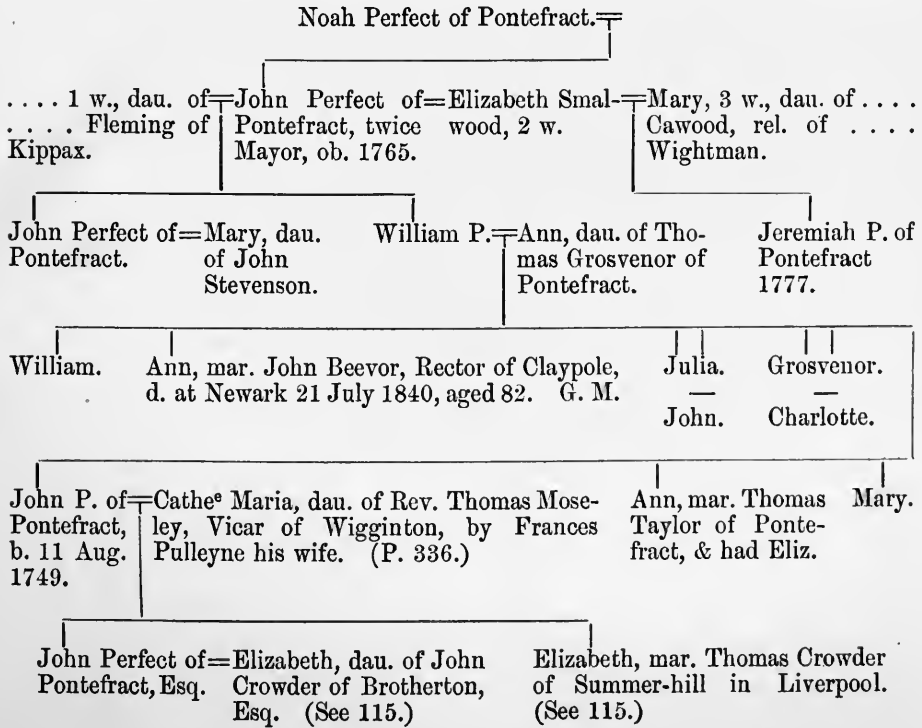 Noah Perfect of Pontefract.
. . . . 1 w., dau. of
. . . . Fleming of
Kippax.
John Perfect of
Pontefract, twice
Mayor, ob. 1765.
Elizabeth Smal-
wood, 2 w.
Mary, 3 w., dau. of . . . .
Cawood, rel. of . . . .
Wightman.
John Perfect of
Pontefract.
Mary, dau.
of John
Stevenson.
William P.
Ann, dau. of Tho-
mas Grosvenor of
Pontefract.
Jeremiah P. of
Pontefract
1777.
William.
Ann, mar. John Beevor, Rector of Claypole,
d. at Newark 21 July 1840, aged 82. G. M.
Julia.
—
John.
Grosvenor.
—
Charlotte.
John P. of
Pontefract,
b. 11 Aug.
1749.
Cathe Maria, dau. of Rev. Thomas Mose-
ley, Vicar of Wigginton, by Frances
Pulleyne his wife. (P. 336.)
Ann, mar. Thomas
Taylor of Ponte-
fract, & had Eliz.
Mary.
John Perfect of
Pontefract, Esq.
Elizabeth, dau. of John
Crowder of Brotherton,
Esq. (See 115.)
Elizabeth, mar. Thomas Crowder
of Summer-hill in Liverpool.
(See 115.)